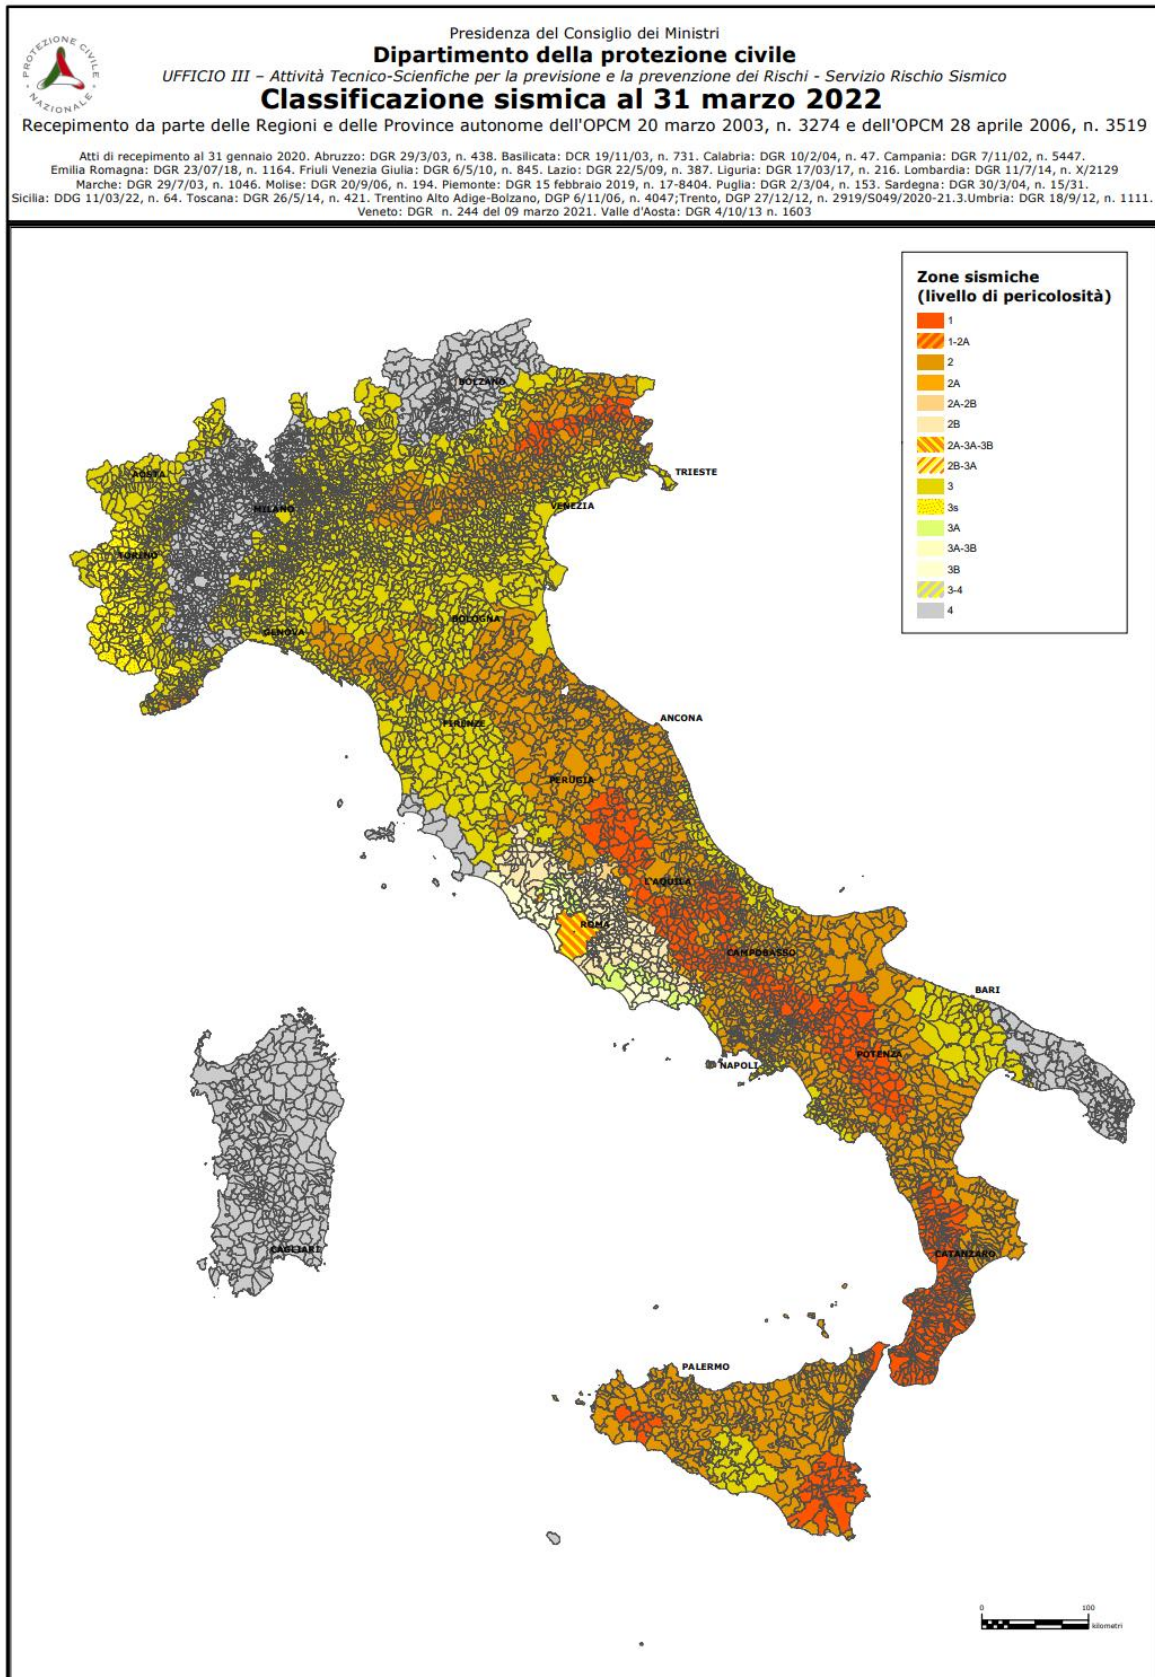 PROTEZIONE CIVILE
NAZIONALE
Presidenza del Consiglio dei Ministri
Dipartimento della protezione civile
UFFICIO III – Attività Tecnico-Scienfiche per la previsione e la prevenzione dei Rischi - Servizio Rischio Sismico
Classificazione sismica al 31 marzo 2022
Recepimento da parte delle Regioni e delle Province autonome dell'OPCM 20 marzo 2003, n. 3274 e dell'OPCM 28 aprile 2006, n. 3519
Atti di recepimento al 31 gennaio 2020. Abruzzo: DGR 29/3/03, n. 438. Basilicata: DCR 19/11/03, n. 731. Calabria: DGR 10/2/04, n. 47. Campania: DGR 7/11/02, n. 5447.
Emilia Romagna: DGR 23/07/18, n. 1164. Friuli Venezia Giulia: DGR 6/5/10, n. 845. Lazio: DGR 22/5/09, n. 387. Liguria: DGR 17/03/17, n. 216. Lombardia: DGR 11/7/14, n. X/2129
Marche: DGR 29/7/03, n. 1046. Molise: DGR 20/9/06, n. 194. Piemonte: DGR 15 febbraio 2019, n. 17-8404. Puglia: DGR 2/3/04, n. 153. Sardegna: DGR 30/3/04, n. 15/31.
Sicilia: DDG 11/03/22, n. 64. Toscana: DGR 26/5/14, n. 421. Trentino Alto Adige-Bolzano, DGP 6/11/06, n. 4047;Trento, DGP 27/12/12, n. 2919/S049/2020-21.3.Umbria: DGR 18/9/12, n. 1111.
Veneto: DGR n. 244 del 09 marzo 2021. Valle d'Aosta: DGR 4/10/13 n. 1603
Zone sismiche
(livello di pericolosità)
1
1-2A
2
2A
2A-2B
2B
2A-3A-3B
2B-3A
3
3s
3A
3A-3B
3B
3-4
4
BOLZANO
AOSTA
TRIESTE
MILANO
VENEZIA
TORINO
BOLOGNA
GENOVA
FIRENZE
ANCONA
PERUGIA
L'AQUILA
ROMA
CAMPOBASSO
BARI
POTENZA
NAPOLI
CAGLIARI
CATANZARO
PALERMO
0 100
kilometri